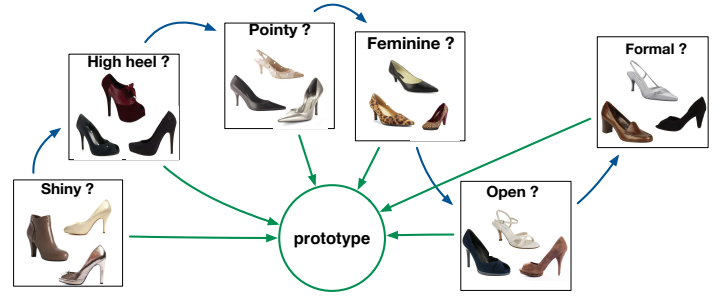 Pointy ?
Feminine ?
Formal ?
High heel ?
Shiny ?
Open ?
prototype